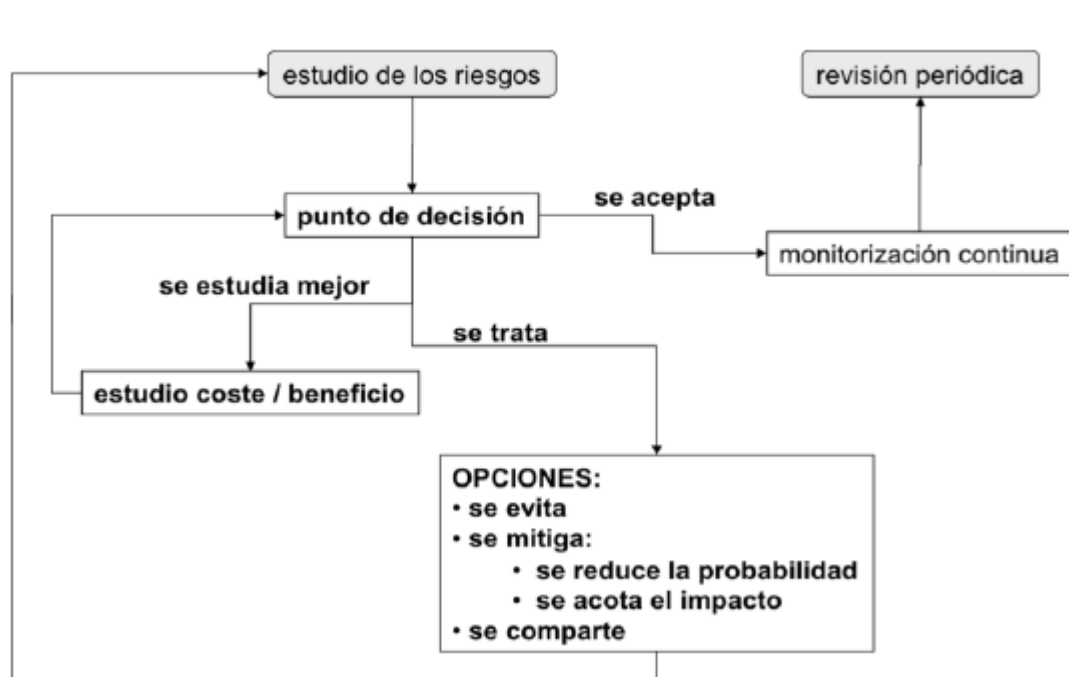 estudio de los riesgos
revisión periódica
se acepta
punto de decisión
monitorización continua
se estudia mejor
se trata
estudio coste / beneficio
OPCIONES:
• se evita
• se mitiga:
• se reduce la probabilidad
• se acota el impacto
• se comparte